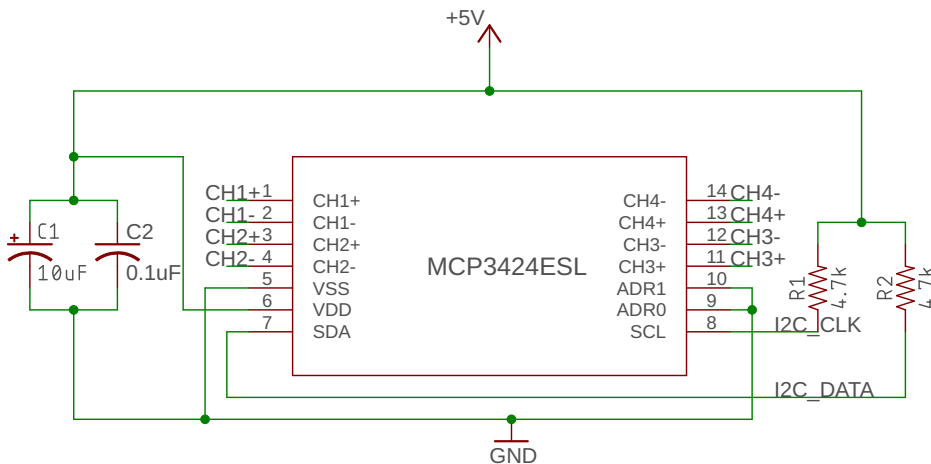 +5V
CH1+ 1 CH1+
CH1- 2 CH1-
CH2+ 3 CH2+
CH2- 4 CH2-
5 VSS
6 VDD
7 SDA
MCP3424ESL
CH4- 14 CH4-
CH4+ 13 CH4+
CH3- 12 CH3-
CH3+ 11 CH3+
ADR1 10
ADR0 9
SCL 8
+ C1
10uF
C2
0.1uF
R1
4.7k
R2
4.7k
I2C_CLK
I2C_DATA
GND